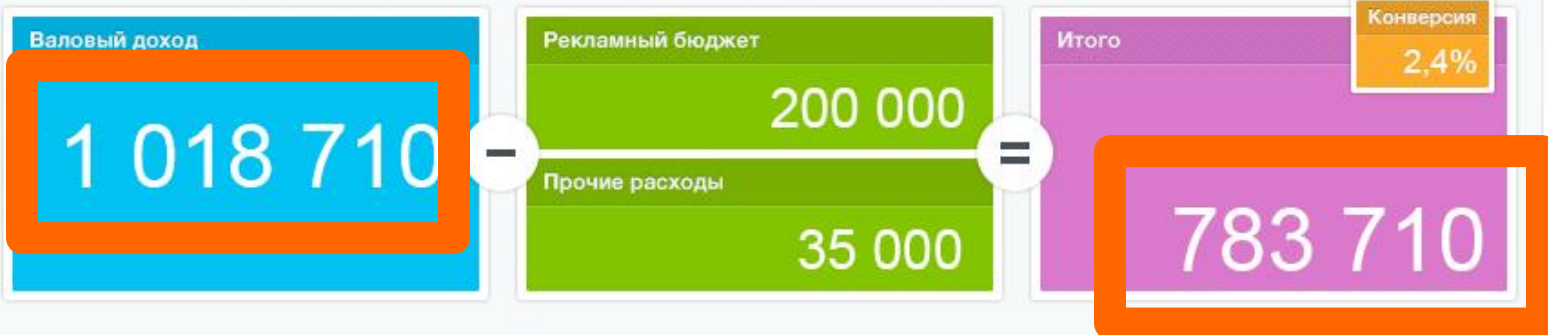 Валовый доход
1 018 710
–
Рекламный бюджет
200 000
Прочие расходы
35 000
=
Итого
Конверсия
2,4%
783 710